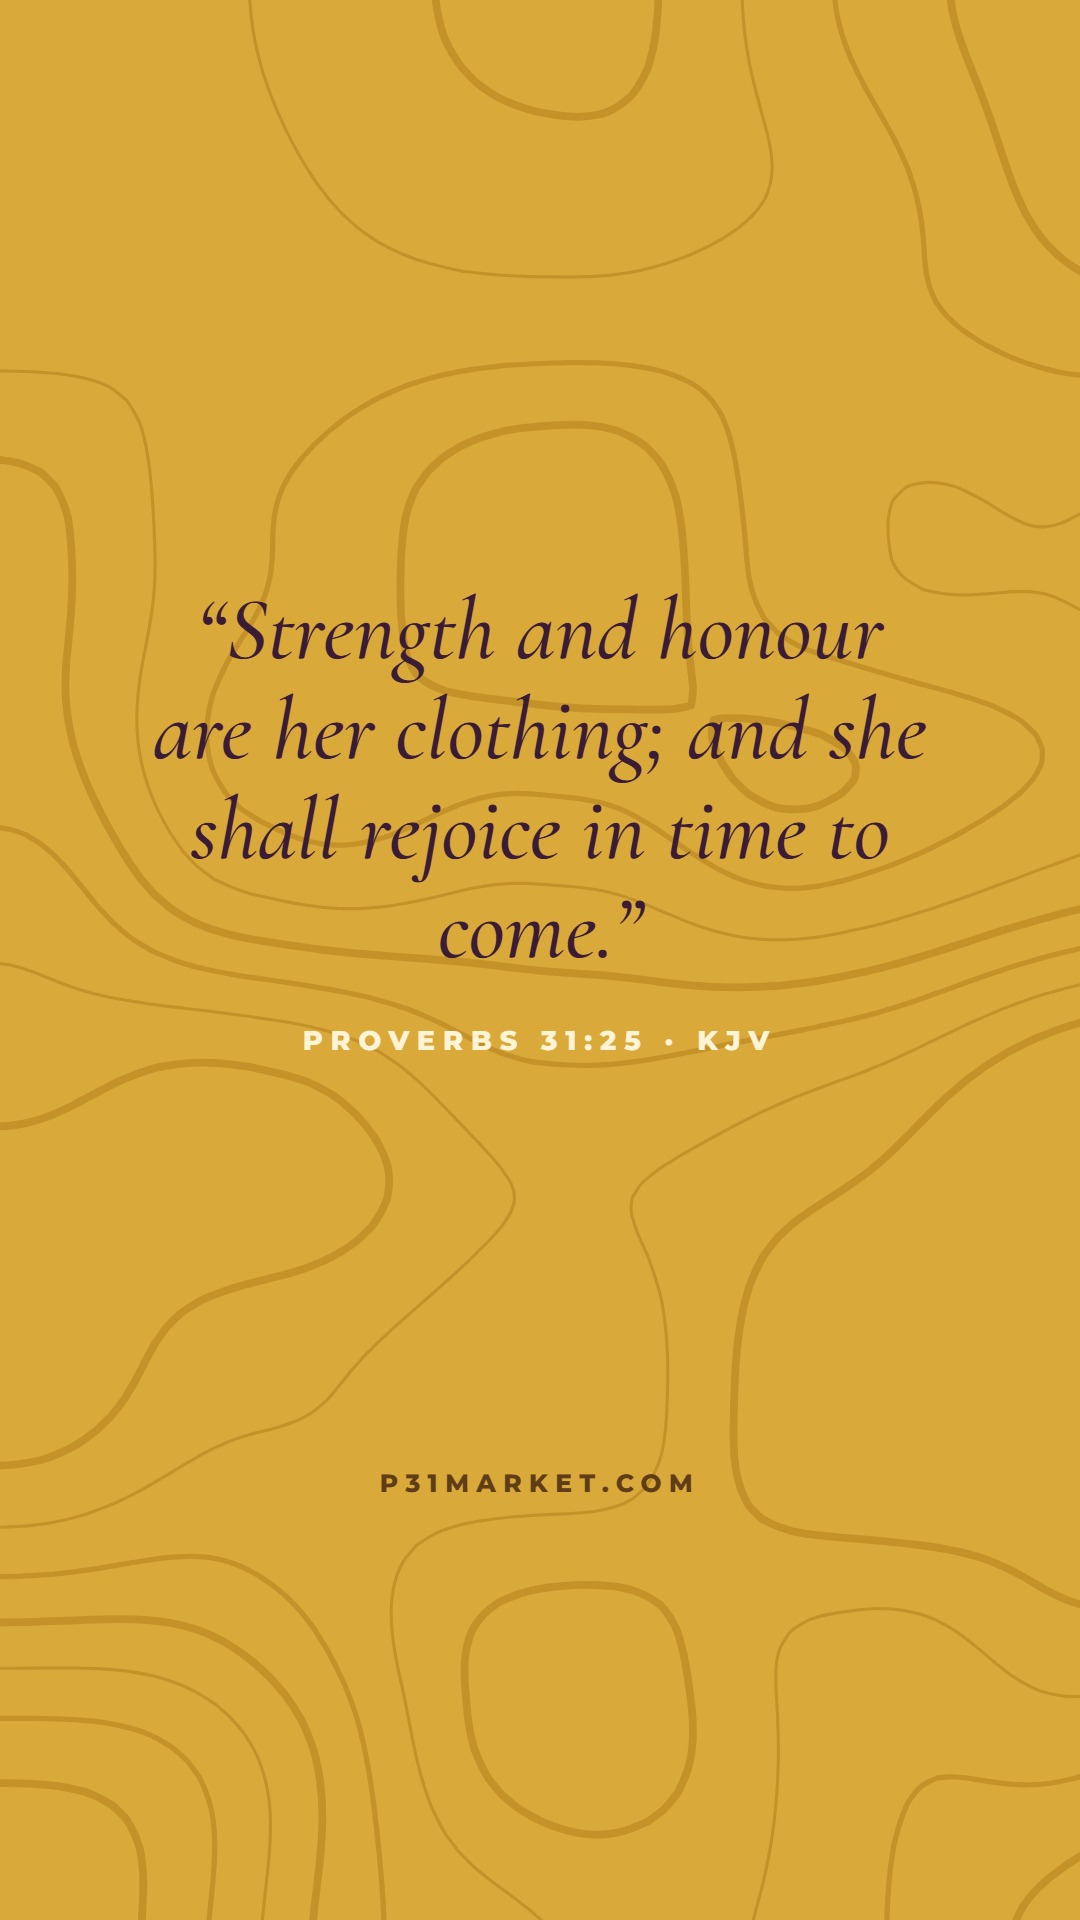 “Strength and honour
are her clothing; and she
shall rejoice in time to
come.”
PROVERBS 31:25 · KJV
P31MARKET.COM